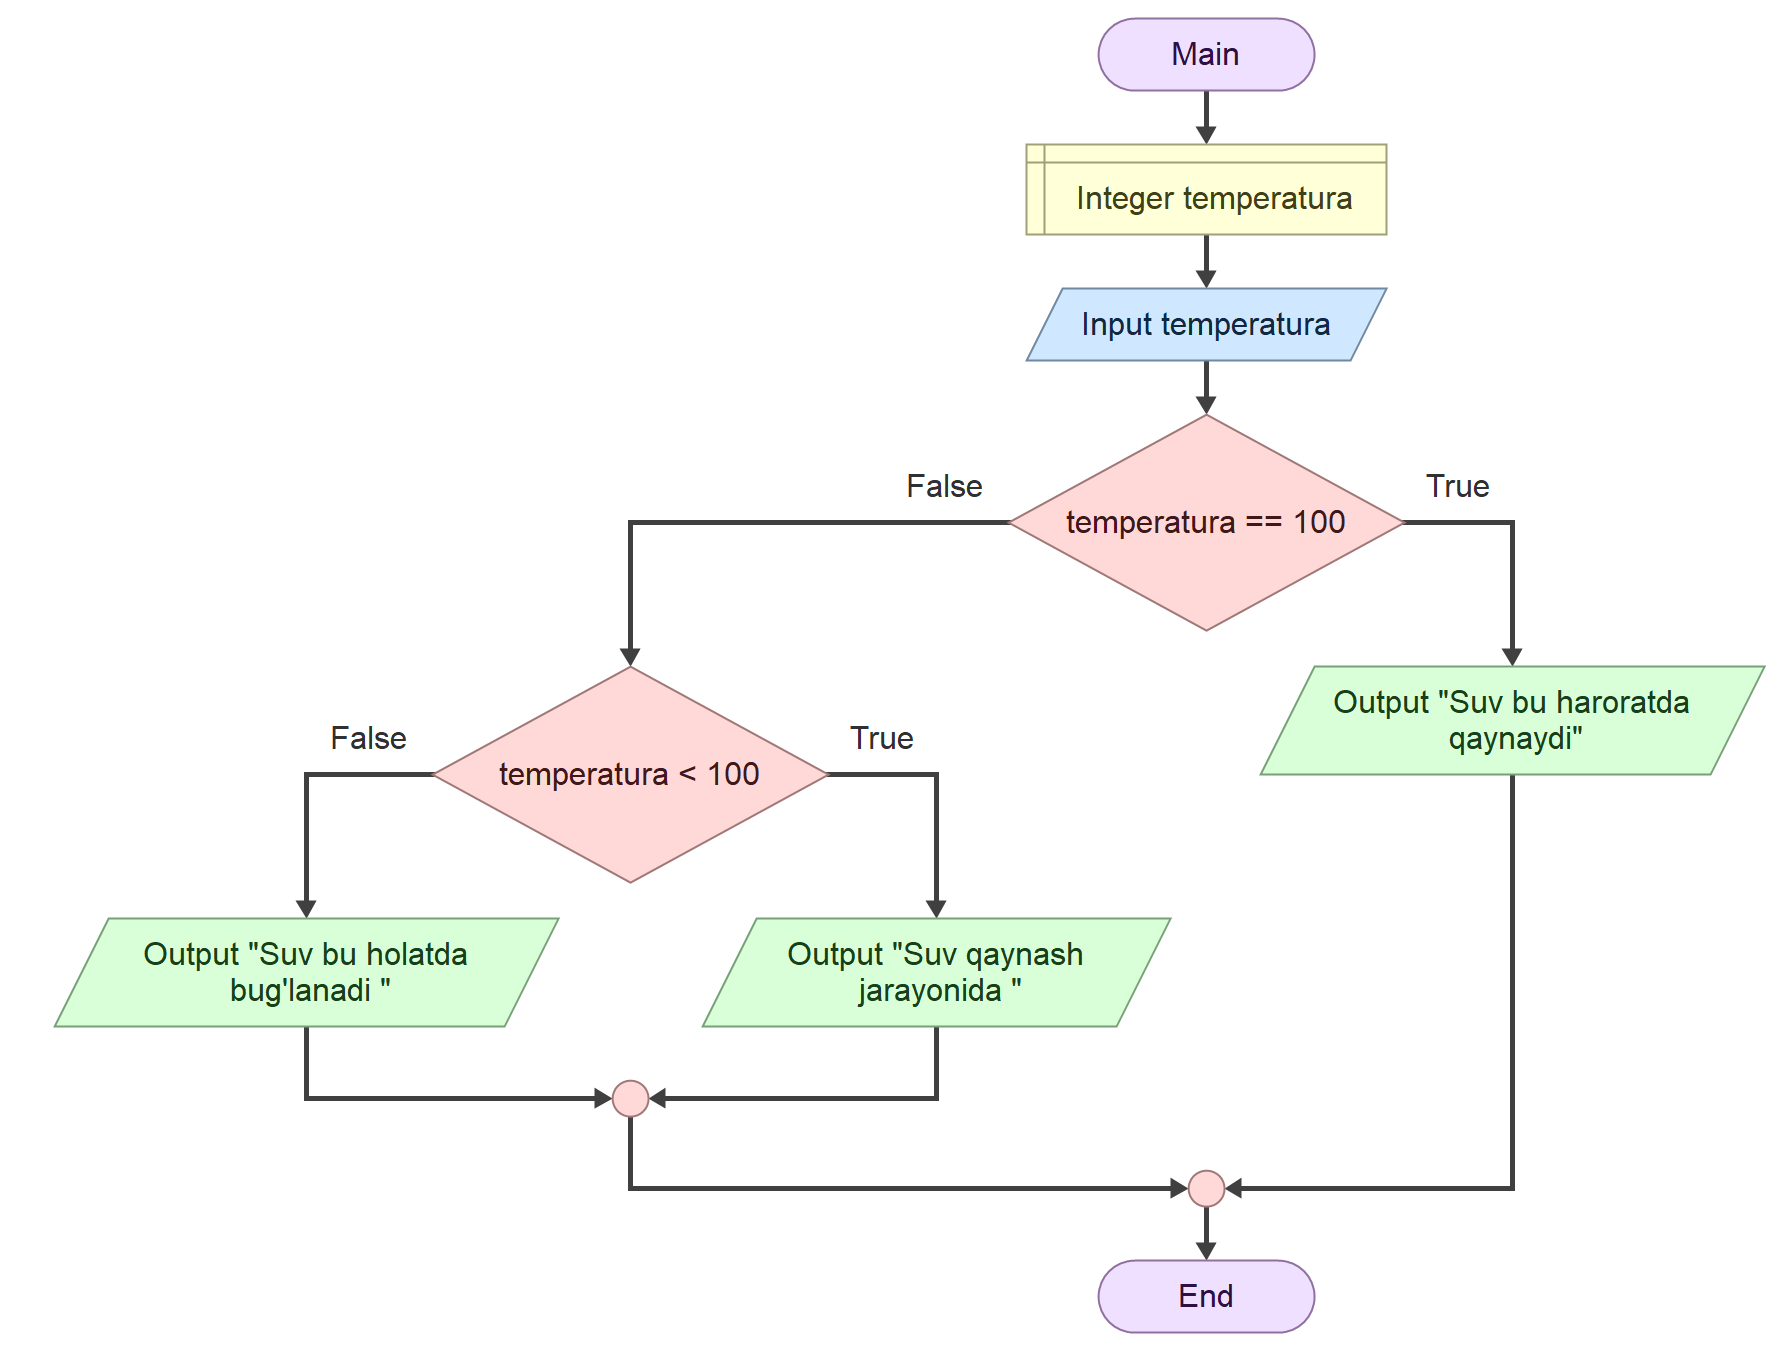 Main
Integer temperatura
Input temperatura
False
True
temperatura == 100
Output "Suv bu haroratda
qaynaydi"
False
True
temperatura < 100
Output "Suv bu holatda
bug'lanadi "
Output "Suv qaynash
jarayonida "
End